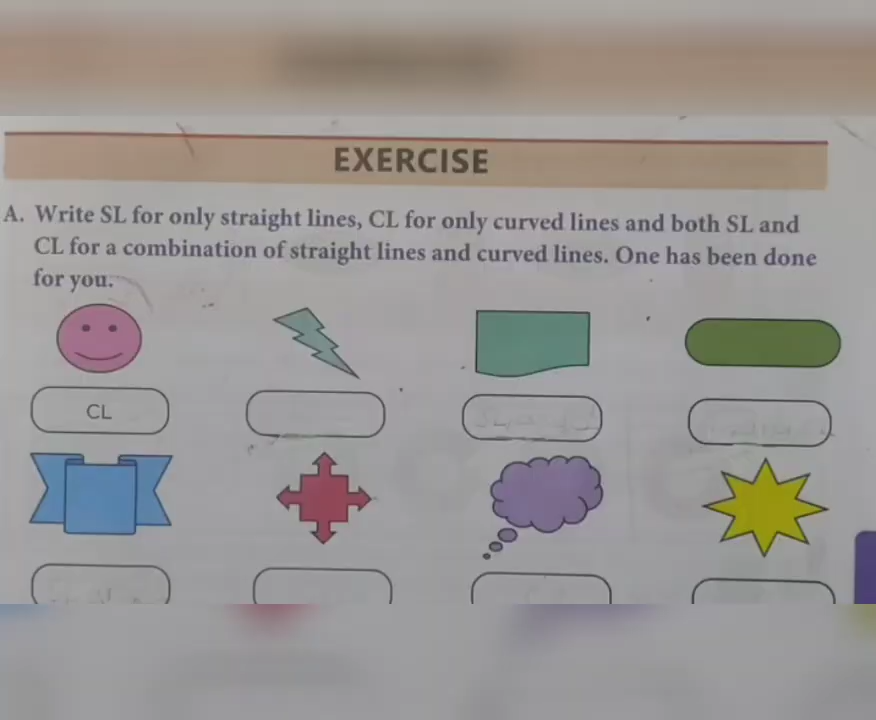 EXERCISE
A. Write SL for only straight lines, CL for only curved lines and both SL and
CL for a combination of straight lines and curved lines. One has been done
for you.
CL